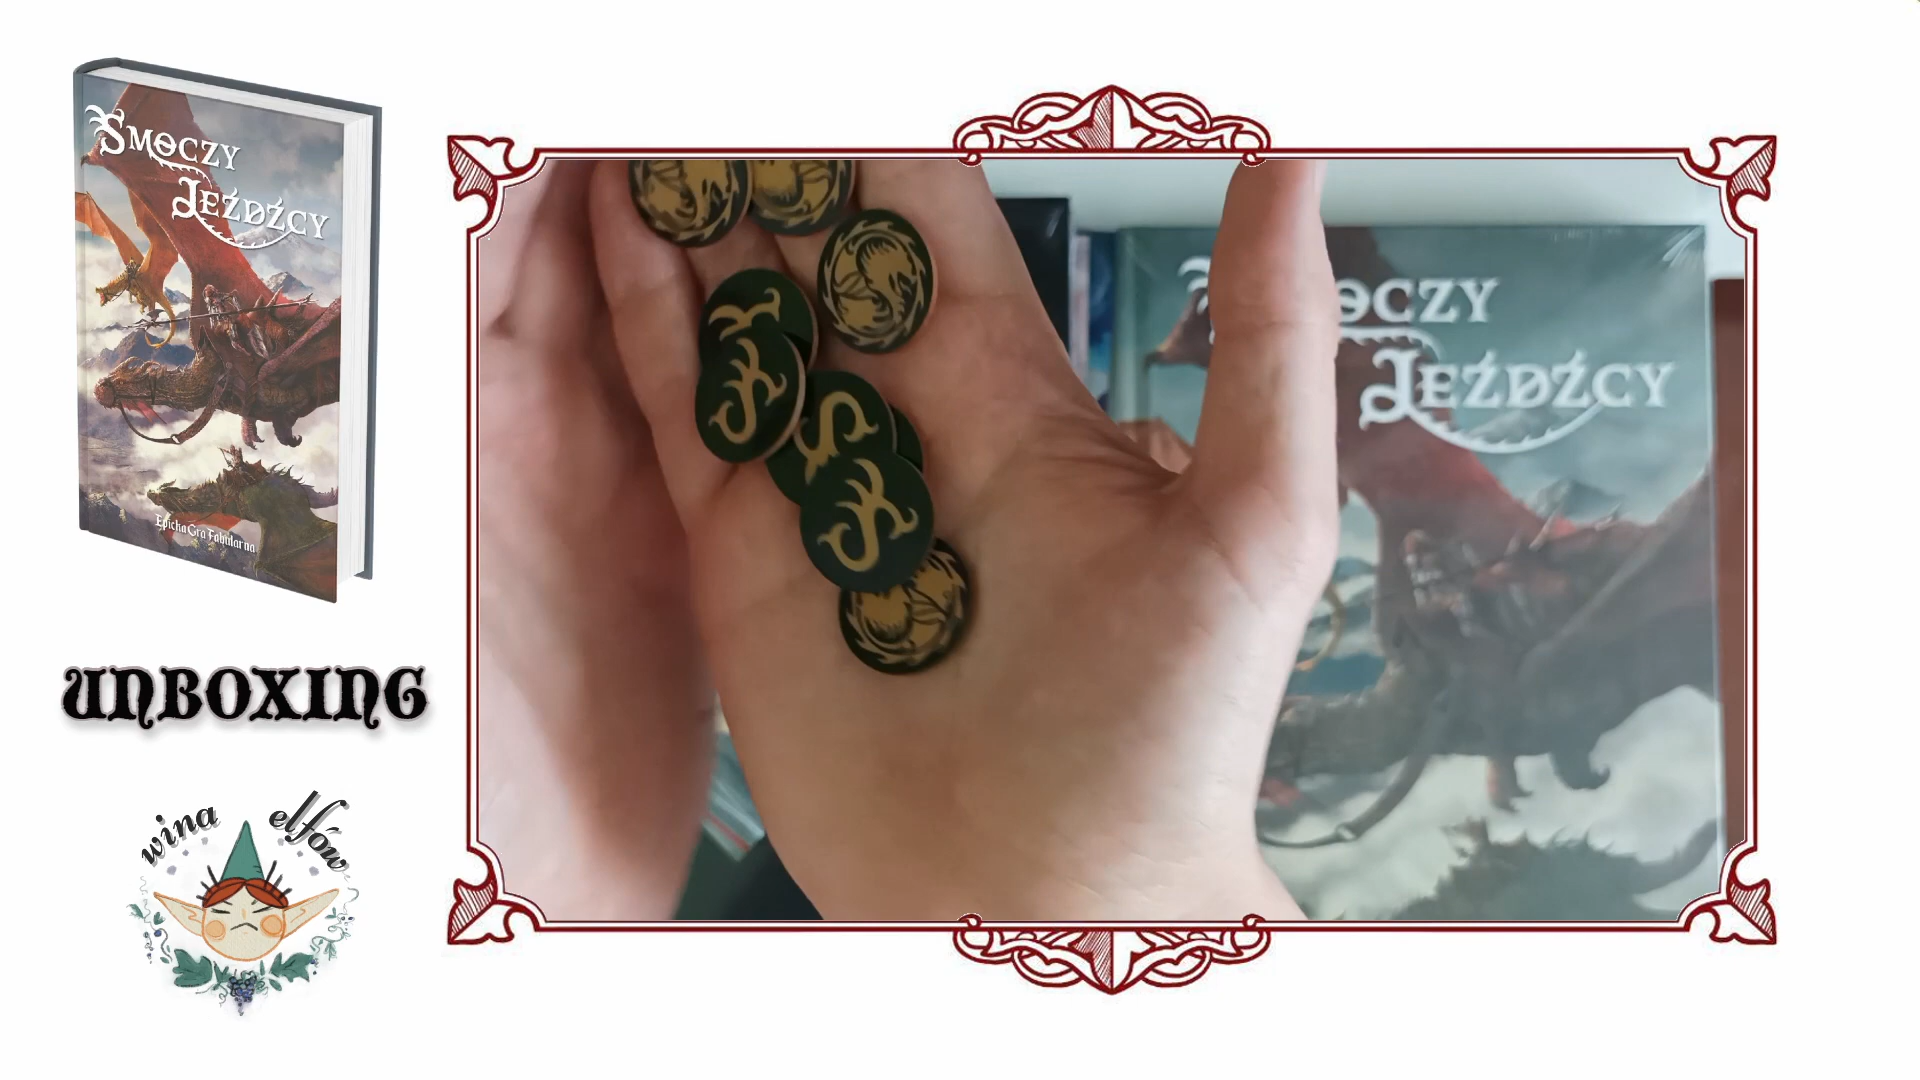 SMOCZY
JEŹDŹCY
Epicka Gra Fabularna
UNBOXING
wina elfów
OCZY
JEŹDŹCY